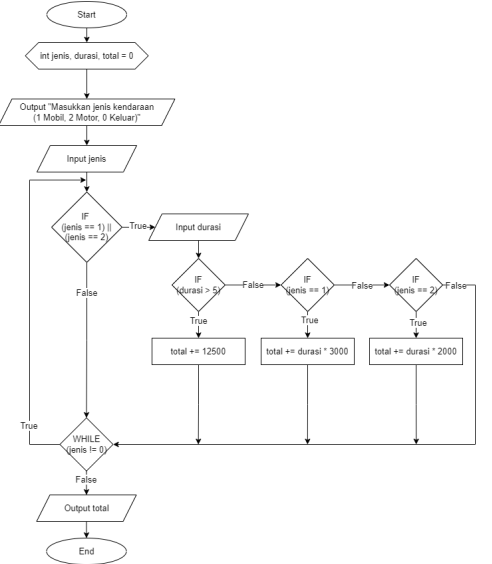 Start
int jenis, durasi, total = 0
Output "Masukkan jenis kendaraan
(1 Mobil, 2 Motor, 0 Keluar)"
Input jenis
IF
(jenis == 1) ||
(jenis == 2)
True
Input durasi
False
IF
(durasi > 5)
False
IF
(jenis == 1)
False
IF
(jenis == 2)
False
True
True
True
total += 12500
total += durasi * 3000
total += durasi * 2000
True
WHILE
(jenis != 0)
False
Output total
End